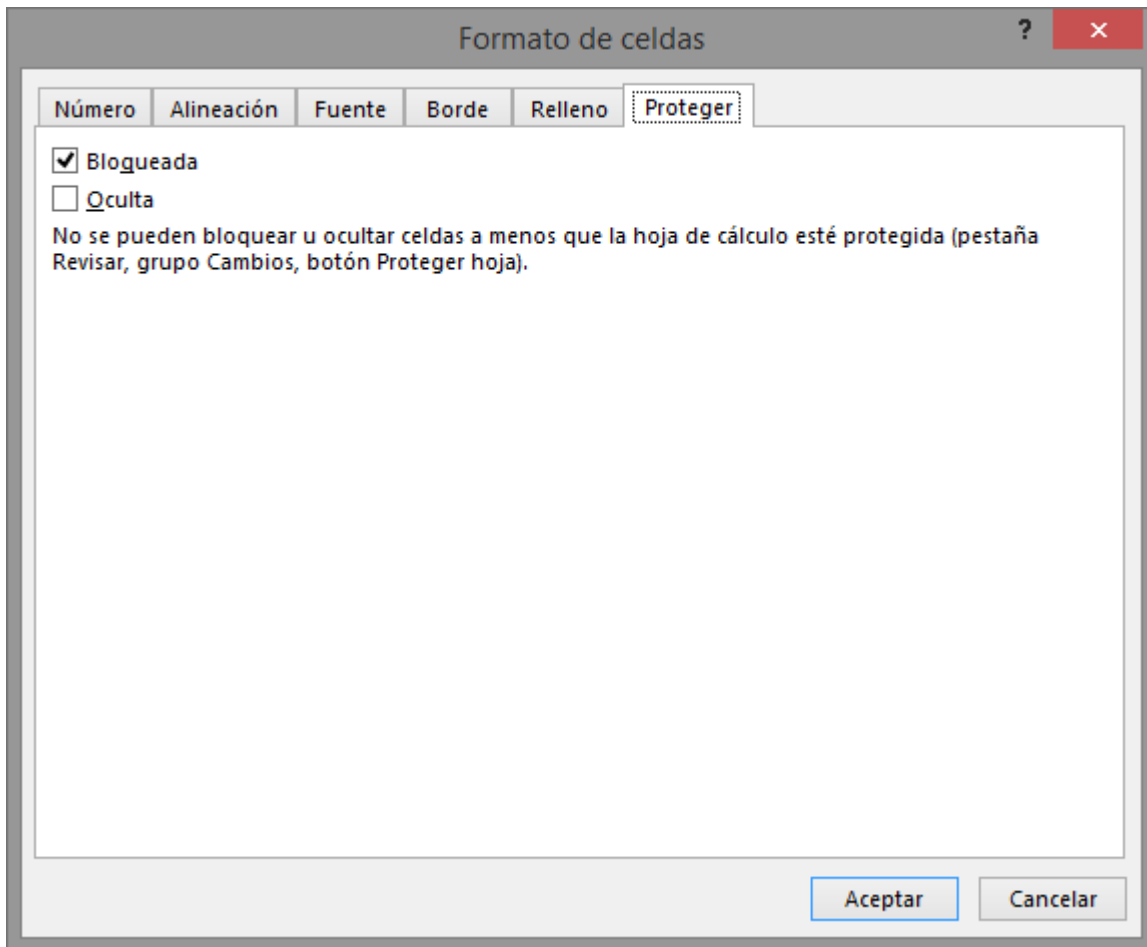 Formato de celdas
?
Número Alineación Fuente Borde Relleno Proteger
Bloqueada
Oculta
No se pueden bloquear u ocultar celdas a menos que la hoja de cálculo esté protegida (pestaña
Revisar, grupo Cambios, botón Proteger hoja).
Aceptar Cancelar